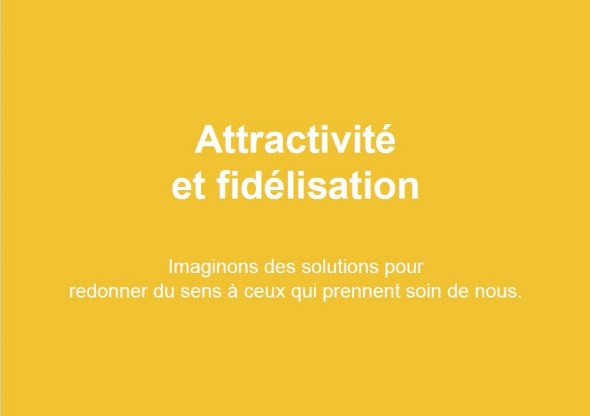 Attractivité
et fidélisation
Imaginons des solutions pour
redonner du sens à ceux qui prennent soin de nous.